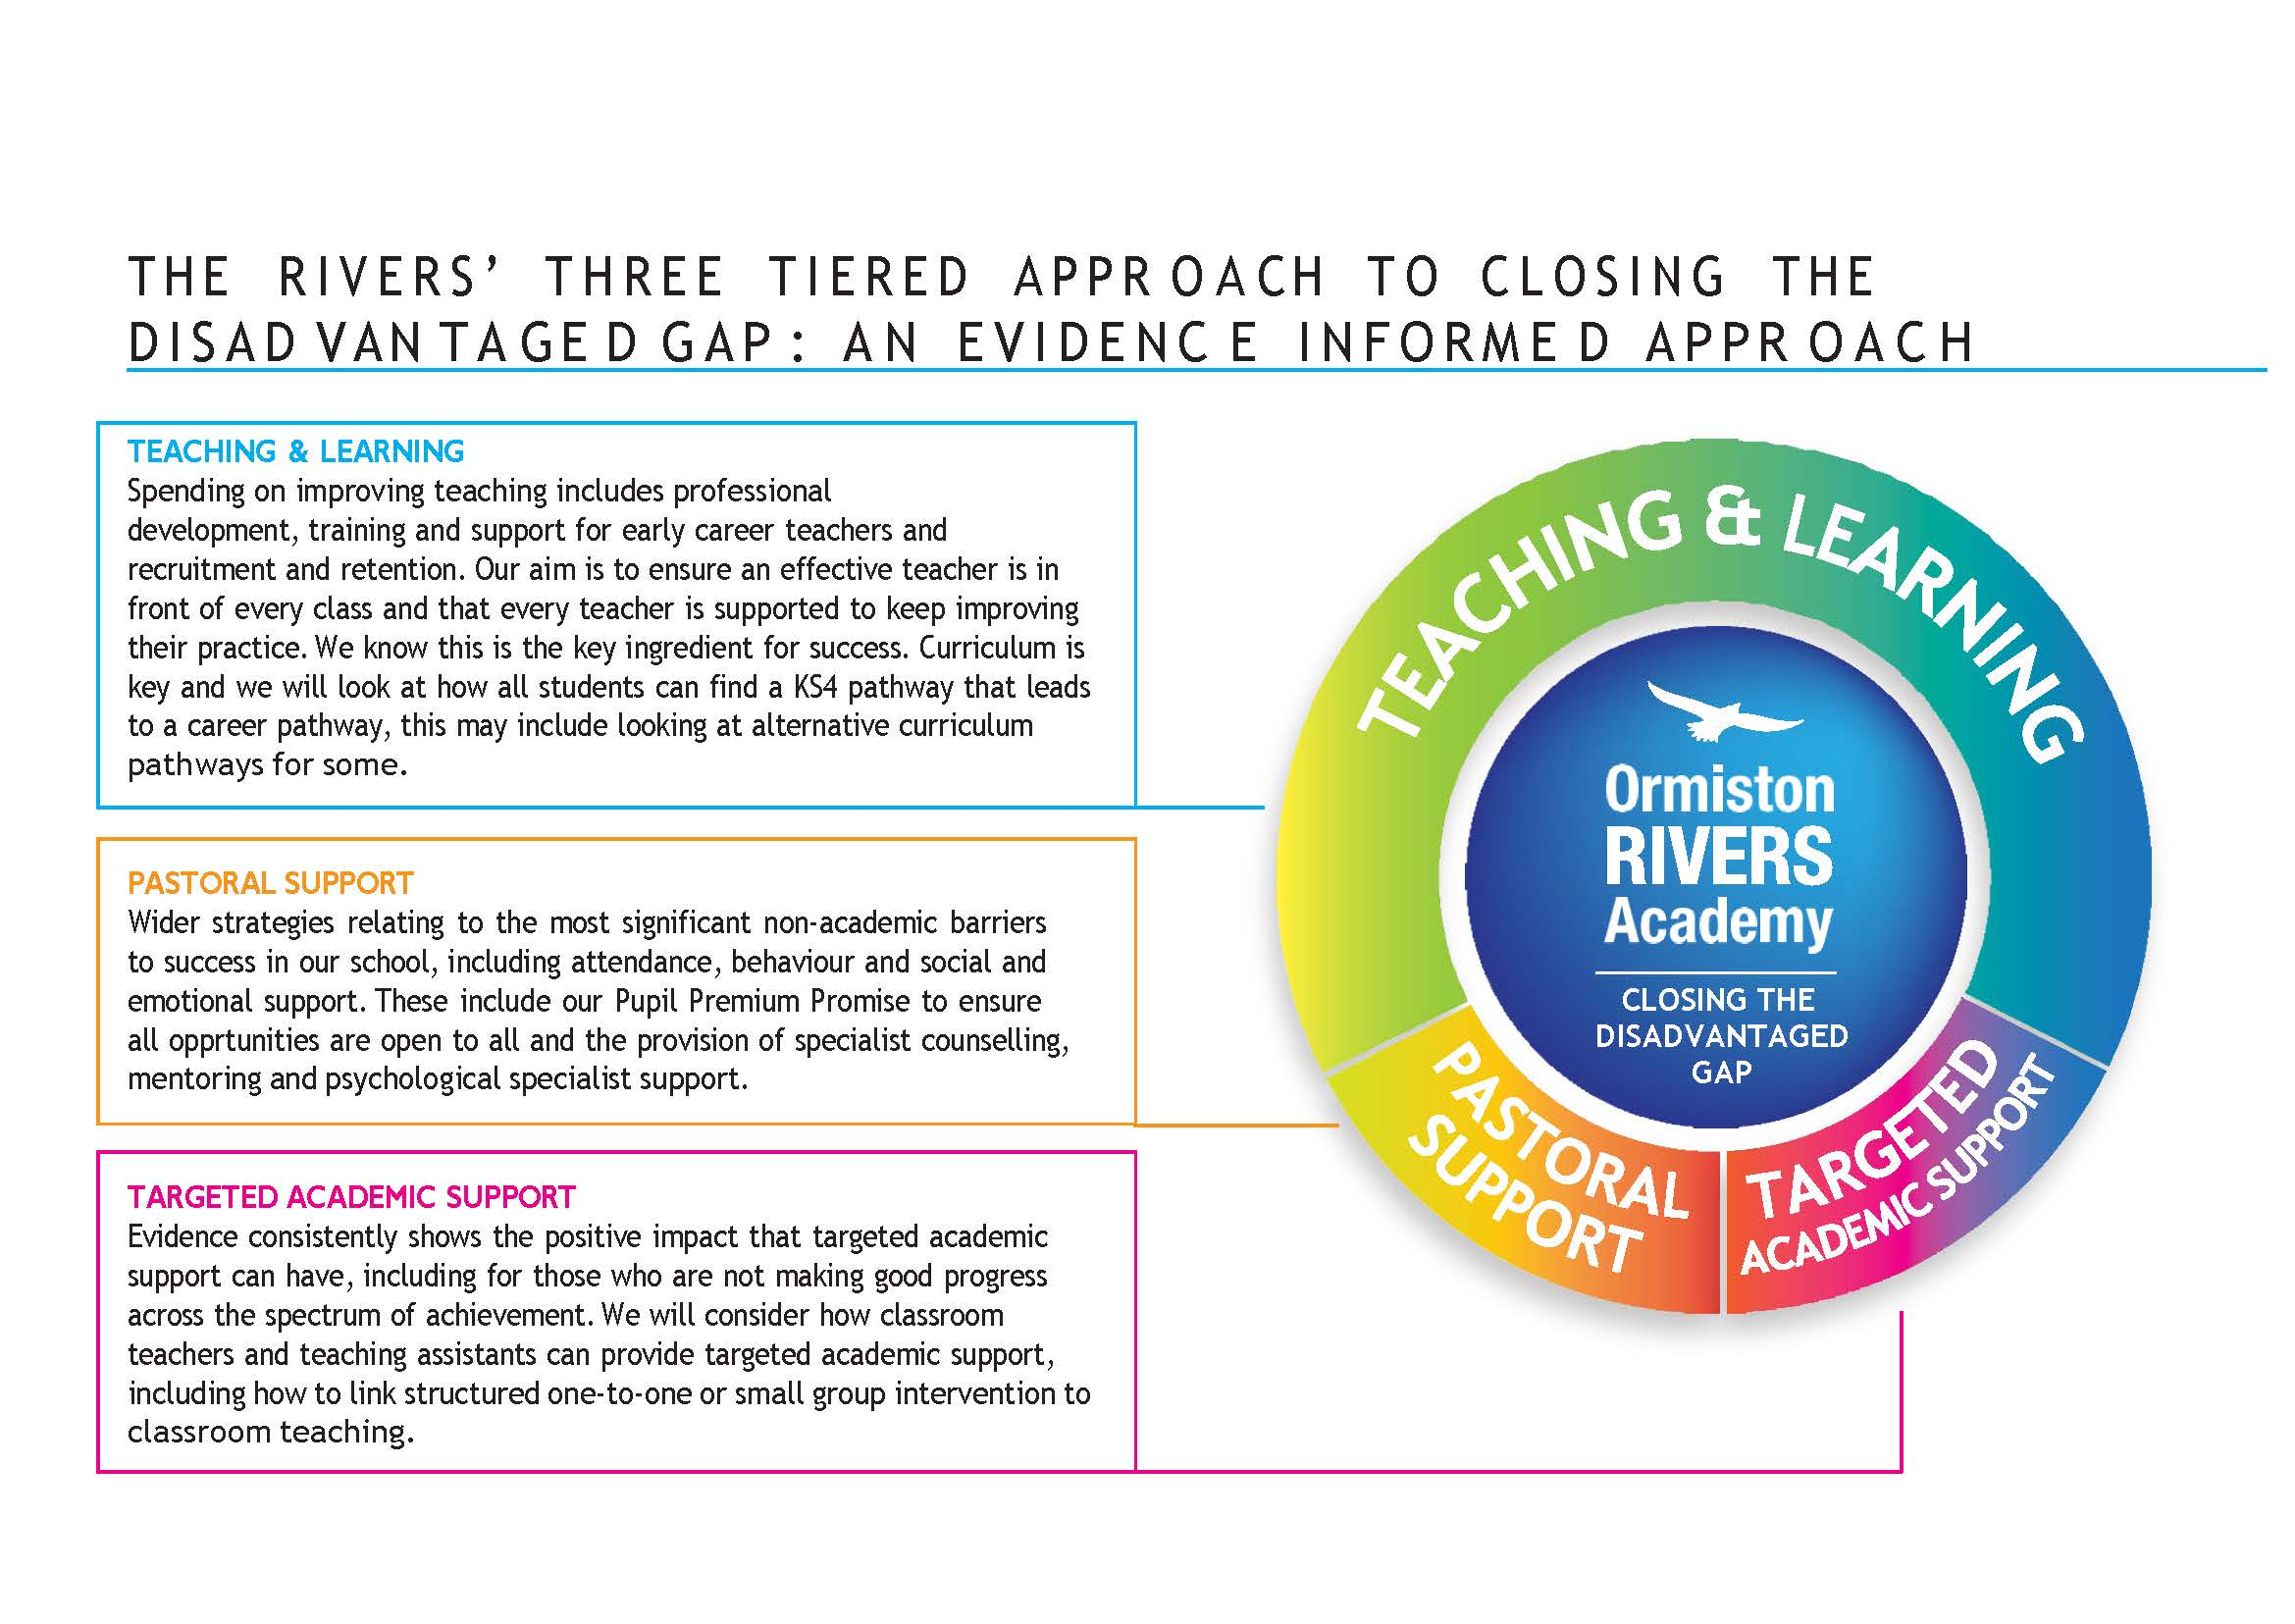 THE RIVERS’ THREE TIERED APPROACH TO CLOSING THE
DISADVANTAGED GAP: AN EVIDENCE INFORMED APPROACH
TEACHING & LEARNING
Spending on improving teaching includes professional
development, training and support for early career teachers and
recruitment and retention. Our aim is to ensure an effective teacher is in
front of every class and that every teacher is supported to keep improving
their practice. We know this is the key ingredient for success. Curriculum is
key and we will look at how all students can find a KS4 pathway that leads
to a career pathway, this may include looking at alternative curriculum
pathways for some.
PASTORAL SUPPORT
Wider strategies relating to the most significant non-academic barriers
to success in our school, including attendance, behaviour and social and
emotional support. These include our Pupil Premium Promise to ensure
all opprtunities are open to all and the provision of specialist counselling,
mentoring and psychological specialist support.
TARGETED ACADEMIC SUPPORT
Evidence consistently shows the positive impact that targeted academic
support can have, including for those who are not making good progress
across the spectrum of achievement. We will consider how classroom
teachers and teaching assistants can provide targeted academic support,
including how to link structured one-to-one or small group intervention to
classroom teaching.
TEACHING & LEARNING
Ormiston
RIVERS
Academy
CLOSING THE
DISADVANTAGED
GAP
PASTORAL
SUPPORT
TARGETED
ACADEMIC SUPPORT